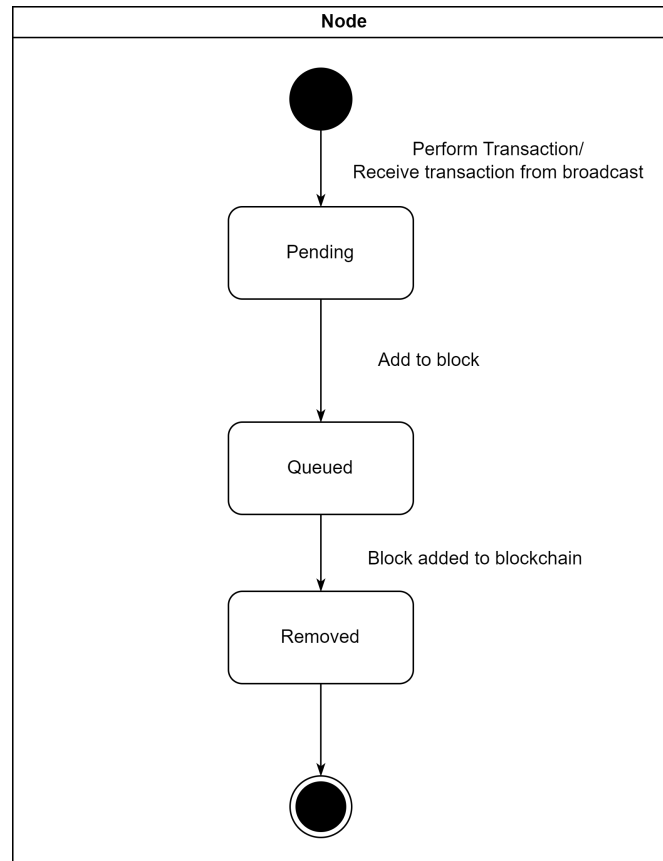 Node
Perform Transaction/
Receive transaction from broadcast
Pending
Add to block
Queued
Block added to blockchain
Removed